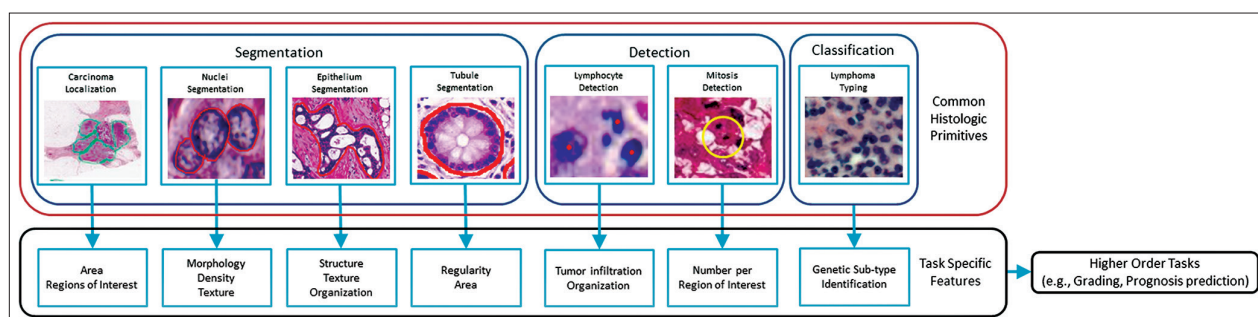 Segmentation
Detection
Classification
Carcinoma
Localization
Nuclei
Segmentation
Epithelium
Segmentation
Tubule
Segmentation
Lymphocyte
Detection
Mitosis
Detection
Lymphoma
Typing
Common
Histologic
Primitives
Area
Regions of Interest
Morphology
Density
Texture
Structure
Texture
Organization
Regularity
Area
Tumor infiltration
Organization
Number per
Region of Interest
Genetic Sub-type
Identification
Task Specific
Features
Higher Order Tasks
(e.g., Grading, Prognosis prediction)